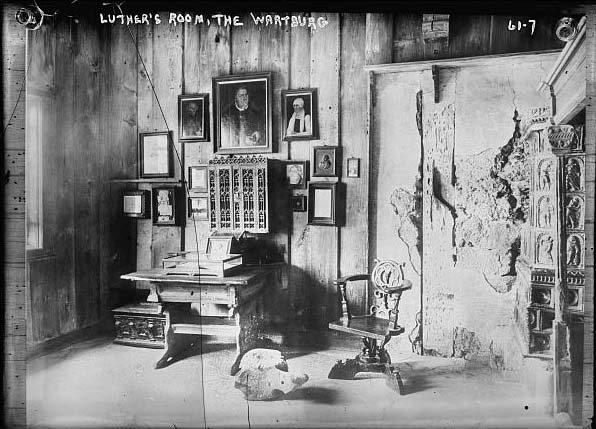 LUTHER'S ROOM, THE WARTBURG
61-7